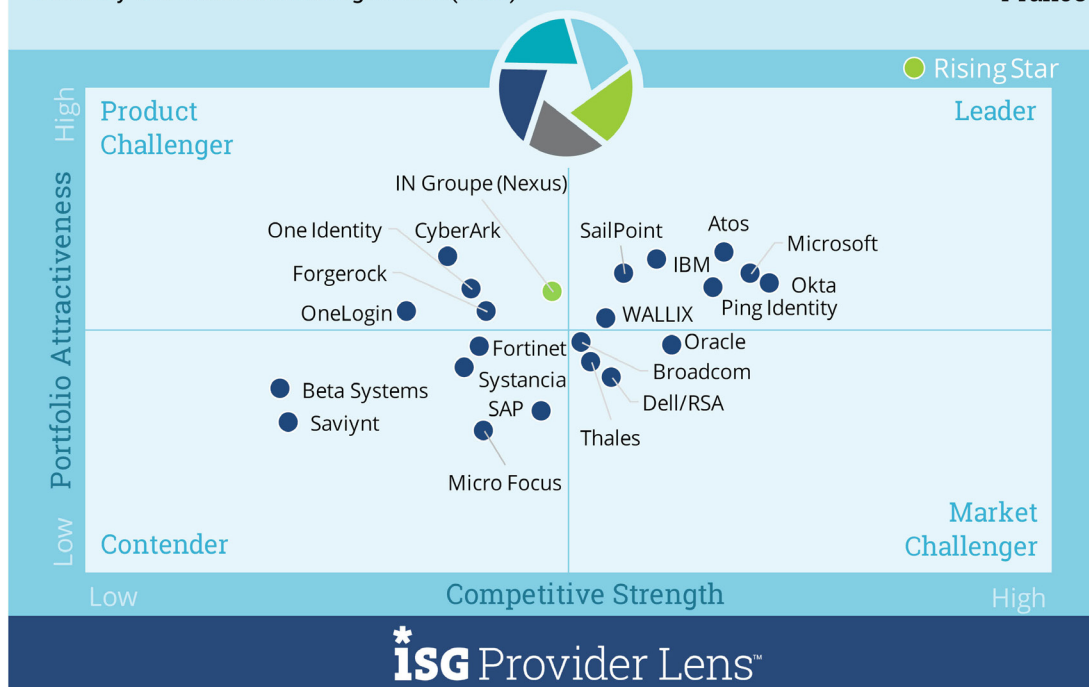 Rising Star
High
Product
Challenger
Leader
IN Groupe (Nexus)
One Identity
CyberArk
SailPoint
Atos
Microsoft
Forgerock
IBM
Okta
OneLogin
Ping Identity
WALLIX
Fortinet
Oracle
Systancia
Broadcom
Beta Systems
SAP
Dell/RSA
Saviynt
Thales
Micro Focus
Portfolio Attractiveness
Low
Contender
Market
Challenger
Low
Competitive Strength
High
*ISG Provider Lens™